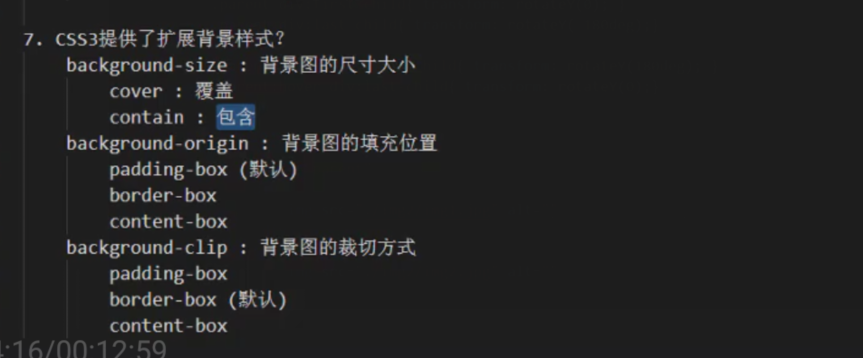 7. CSS3提供了扩展背景样式？
background-size : 背景图的尺寸大小
cover : 覆盖
contain : 包含
background-origin : 背景图的填充位置
padding-box (默认)
border-box
content-box
background-clip : 背景图的裁切方式
padding-box
border-box (默认)
content-box
:16/00:12:59